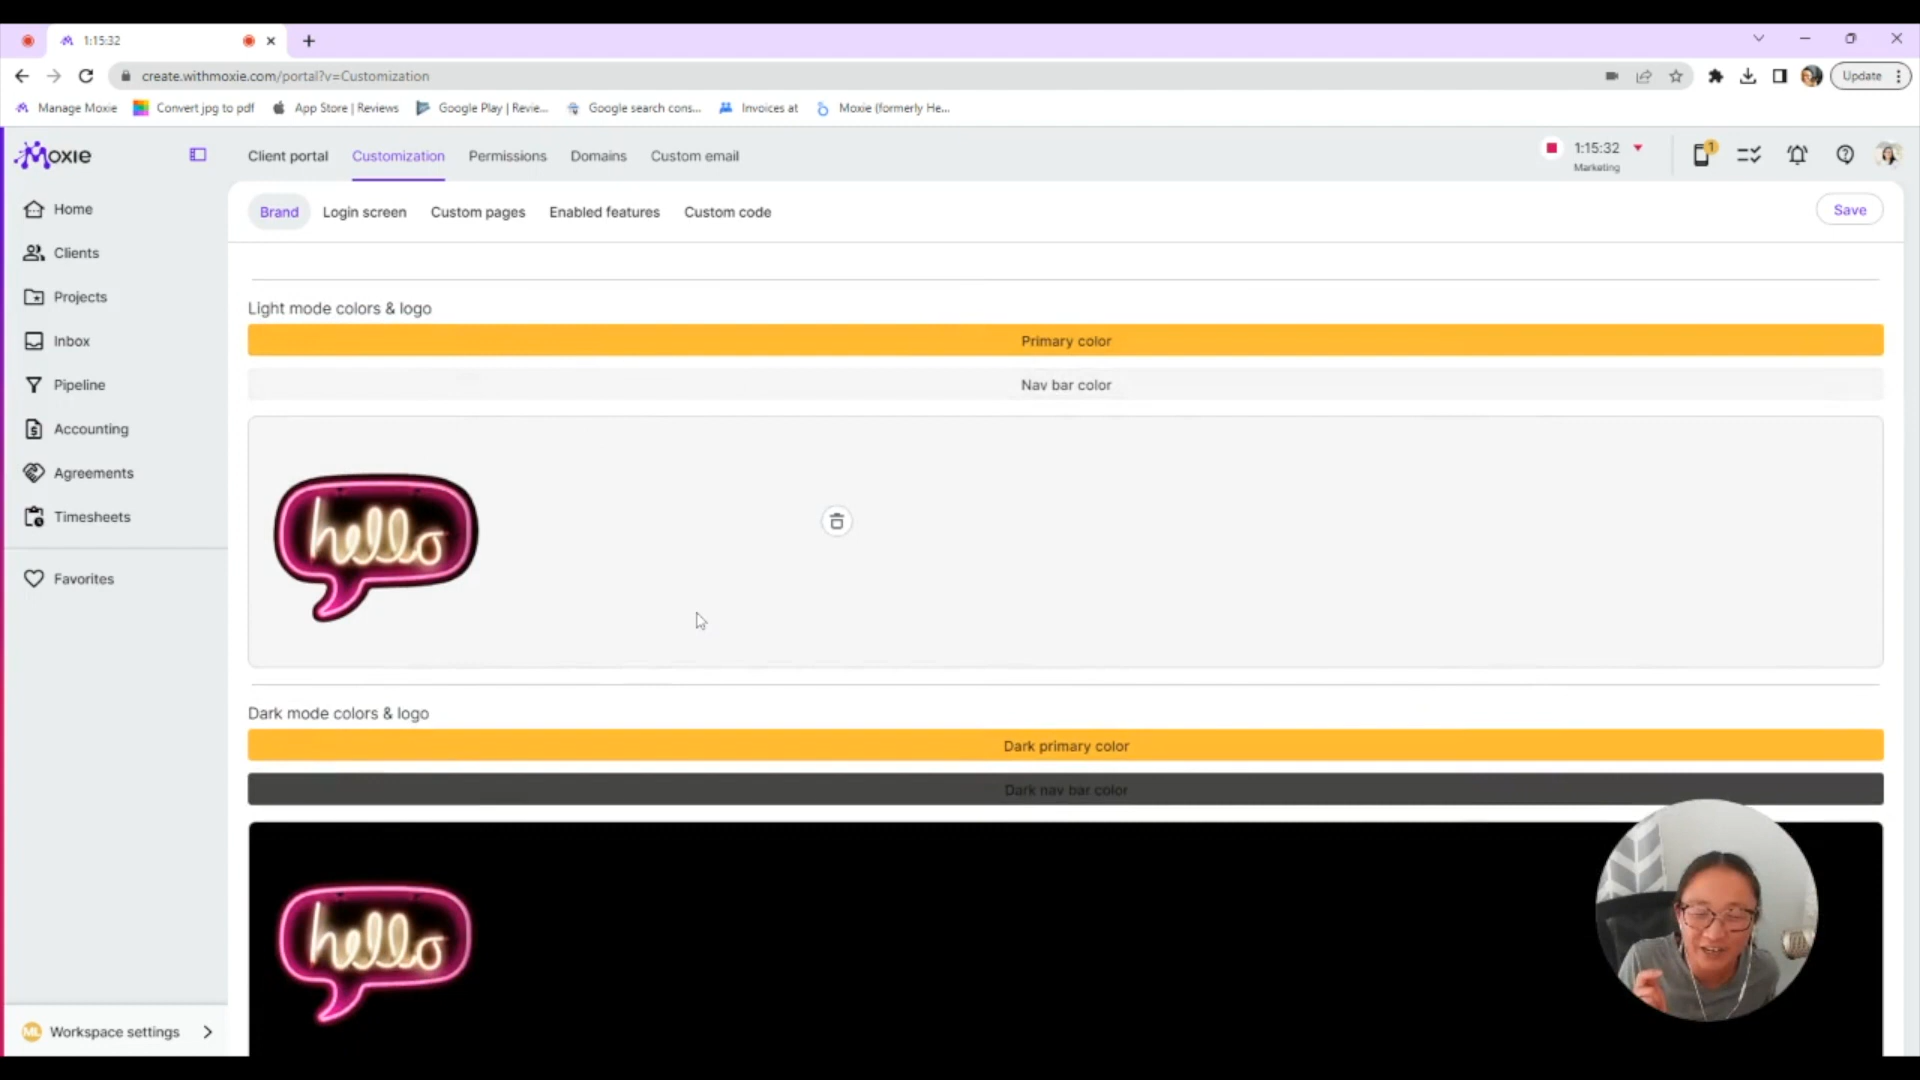 1:15:32
create.withmoxie.com/portal?v=Customization
Update
Manage Moxie
Convert jpg to pdf
App Store | Reviews
Google Play | Revie...
Google search cons...
Invoices at
Moxie (formerly He...
Moxie
Client portal
Customization
Permissions
Domains
Custom email
1:15:32
Marketing
1
Brand
Login screen
Custom pages
Enabled features
Custom code
Save
Home
Clients
Projects
Inbox
Pipeline
Accounting
Agreements
Timesheets
Favorites
Light mode colors & logo
Primary color
Nav bar color
hello
Dark mode colors & logo
Dark primary color
Dark nav bar color
hello
ML
Workspace settings